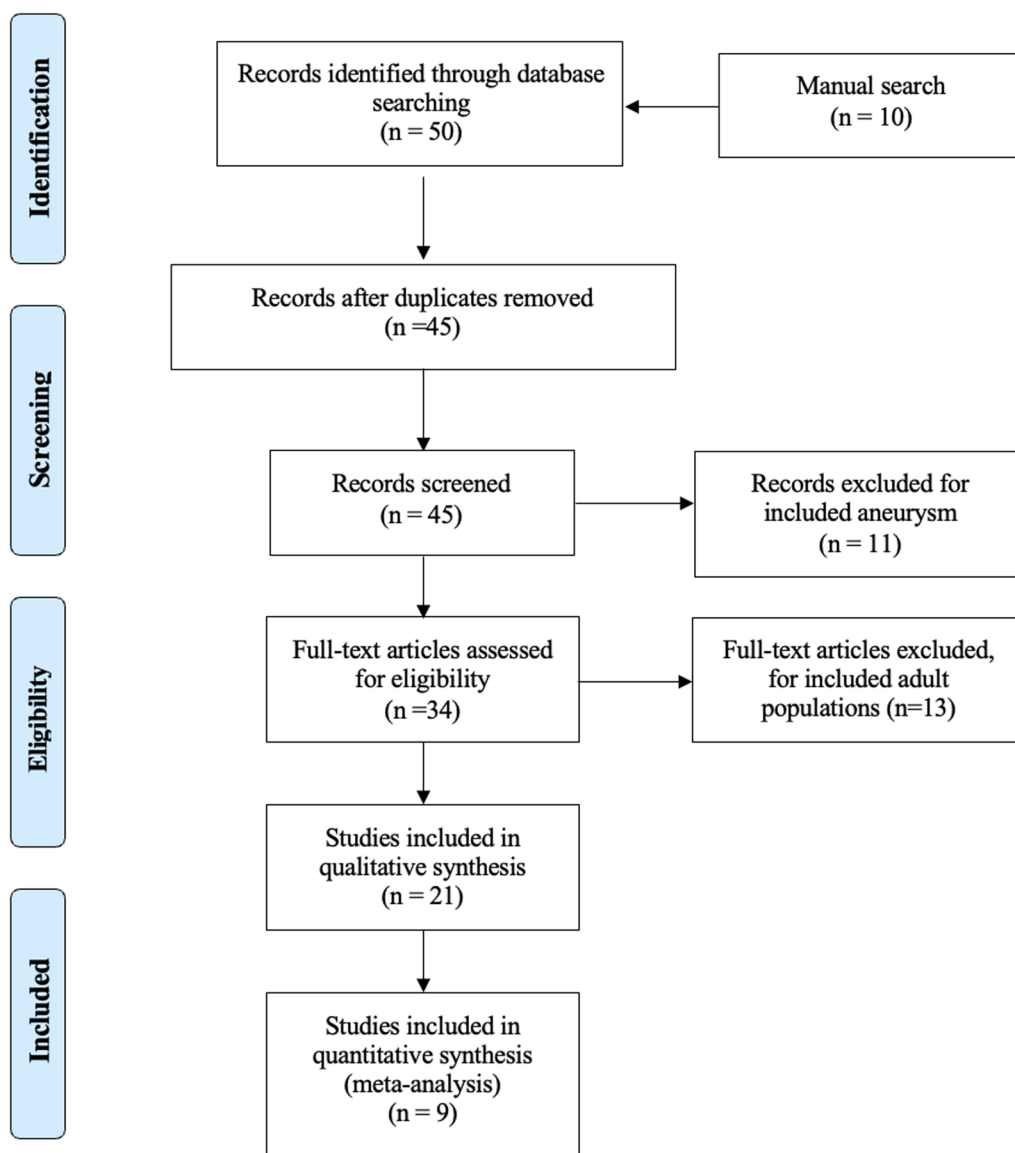 Identification
Records identified through database
searching
(n = 50)
Manual search
(n = 10)
Records after duplicates removed
(n =45)
Screening
Records screened
(n = 45)
Records excluded for
included aneurysm
(n = 11)
Eligibility
Full-text articles assessed
for eligibility
(n =34)
Full-text articles excluded,
for included adult
populations (n=13)
Studies included in
qualitative synthesis
(n = 21)
Included
Studies included in
quantitative synthesis
(meta-analysis)
(n = 9)